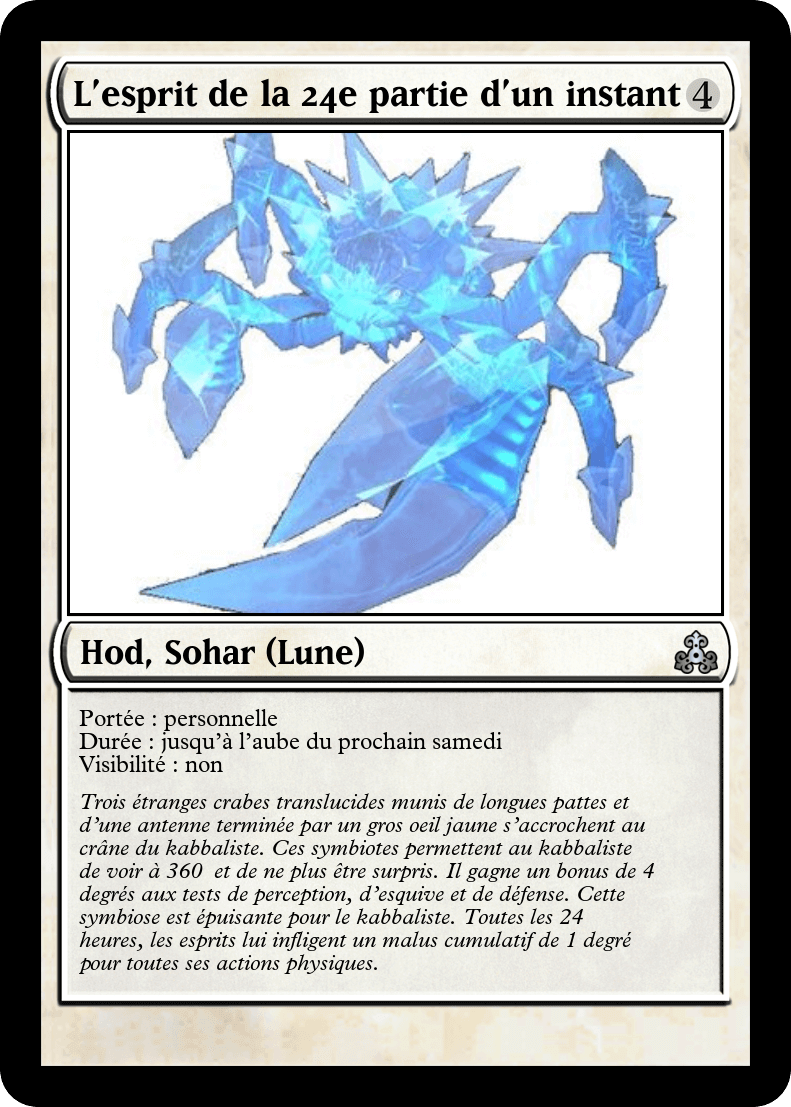 L'esprit de la 24e partie d'un instant 4
Hod, Sohar (Lune)
Portée : personnelle
Durée : jusqu'à l'aube du prochain samedi
Visibilité : non
Trois étranges crabes translucides munis de longues pattes et
d'une antenne terminée par un gros oeil jaune s'accrochent au
crâne du kabbaliste. Ces symbiotes permettent au kabbaliste
de voir à 360  et de ne plus être surpris. Il gagne un bonus de 4
degrés aux tests de perception, d'esquive et de défense. Cette
symbiose est épuisante pour le kabbaliste. Toutes les 24
heures, les esprits lui infligent un malus cumulatif de 1 degré
pour toutes ses actions physiques.